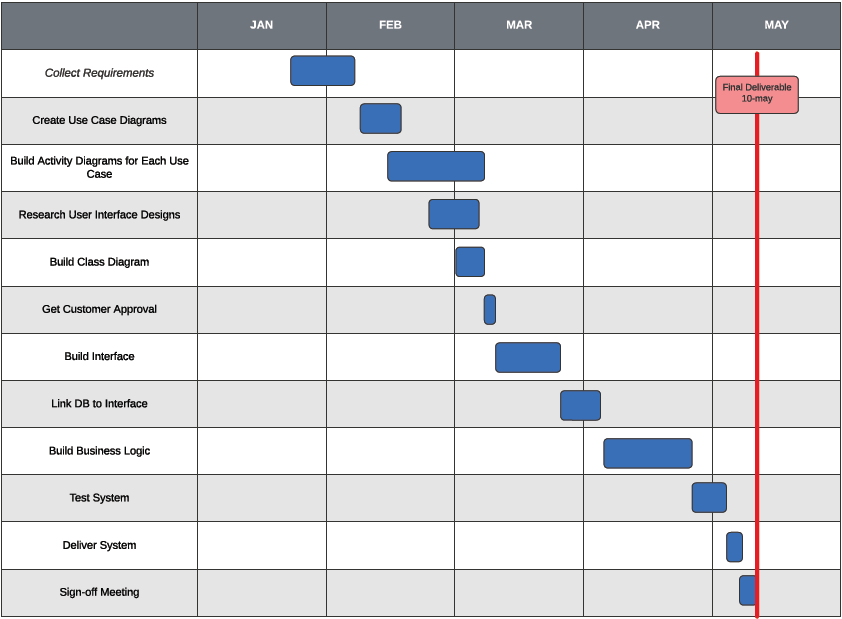 JAN FEB MAR APR MAY
Collect Requirements
Final Deliverable
10-may
Create Use Case Diagrams
Build Activity Diagrams for Each Use
Case
Research User Interface Designs
Build Class Diagram
Get Customer Approval
Build Interface
Link DB to Interface
Build Business Logic
Test System
Deliver System
Sign-off Meeting